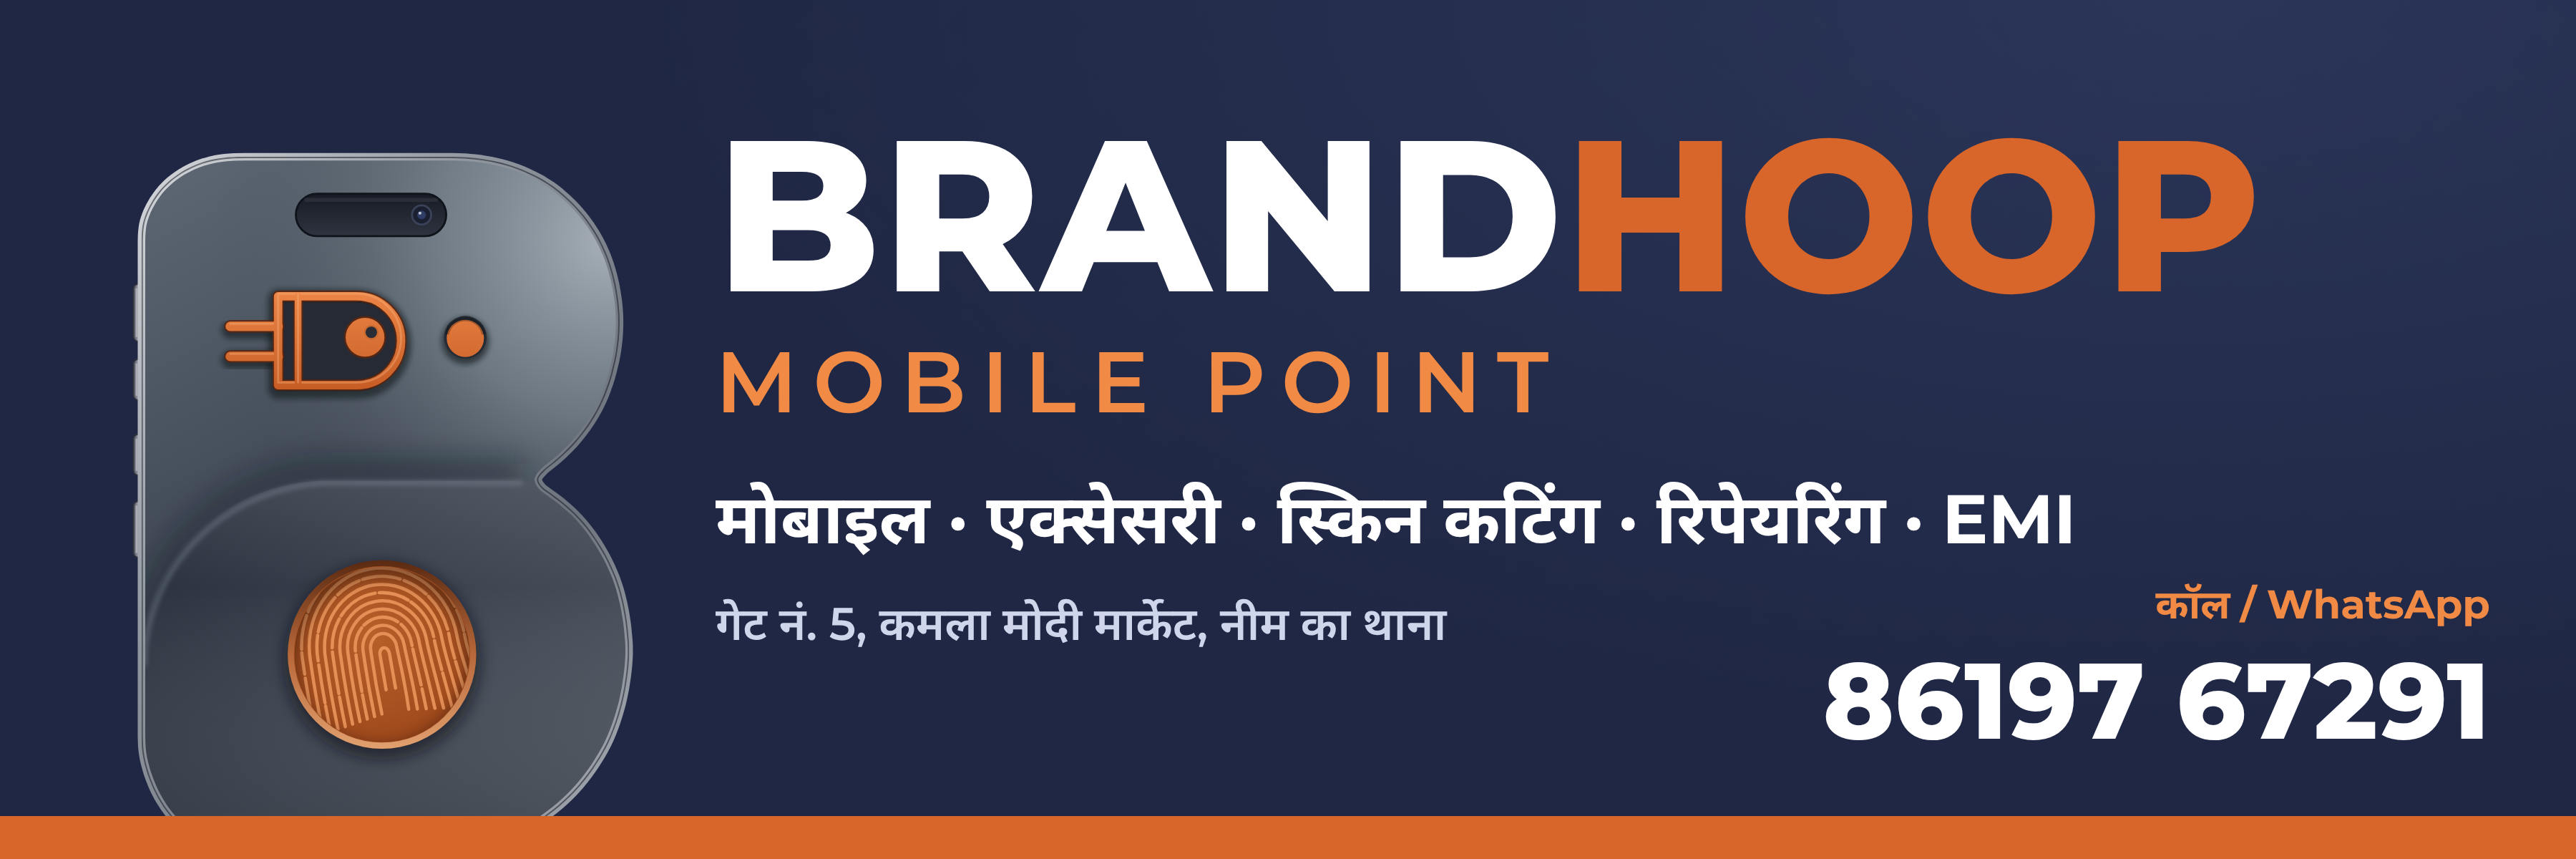 BRANDHOOP
MOBILE POINT
मोबाइल · एक्सेसरी · स्किन कटिंग · रिपेयरिंग · EMI
गेट नं. 5, कमला मोदी मार्केट, नीम का थाना
कॉल / WhatsApp
86197 67291